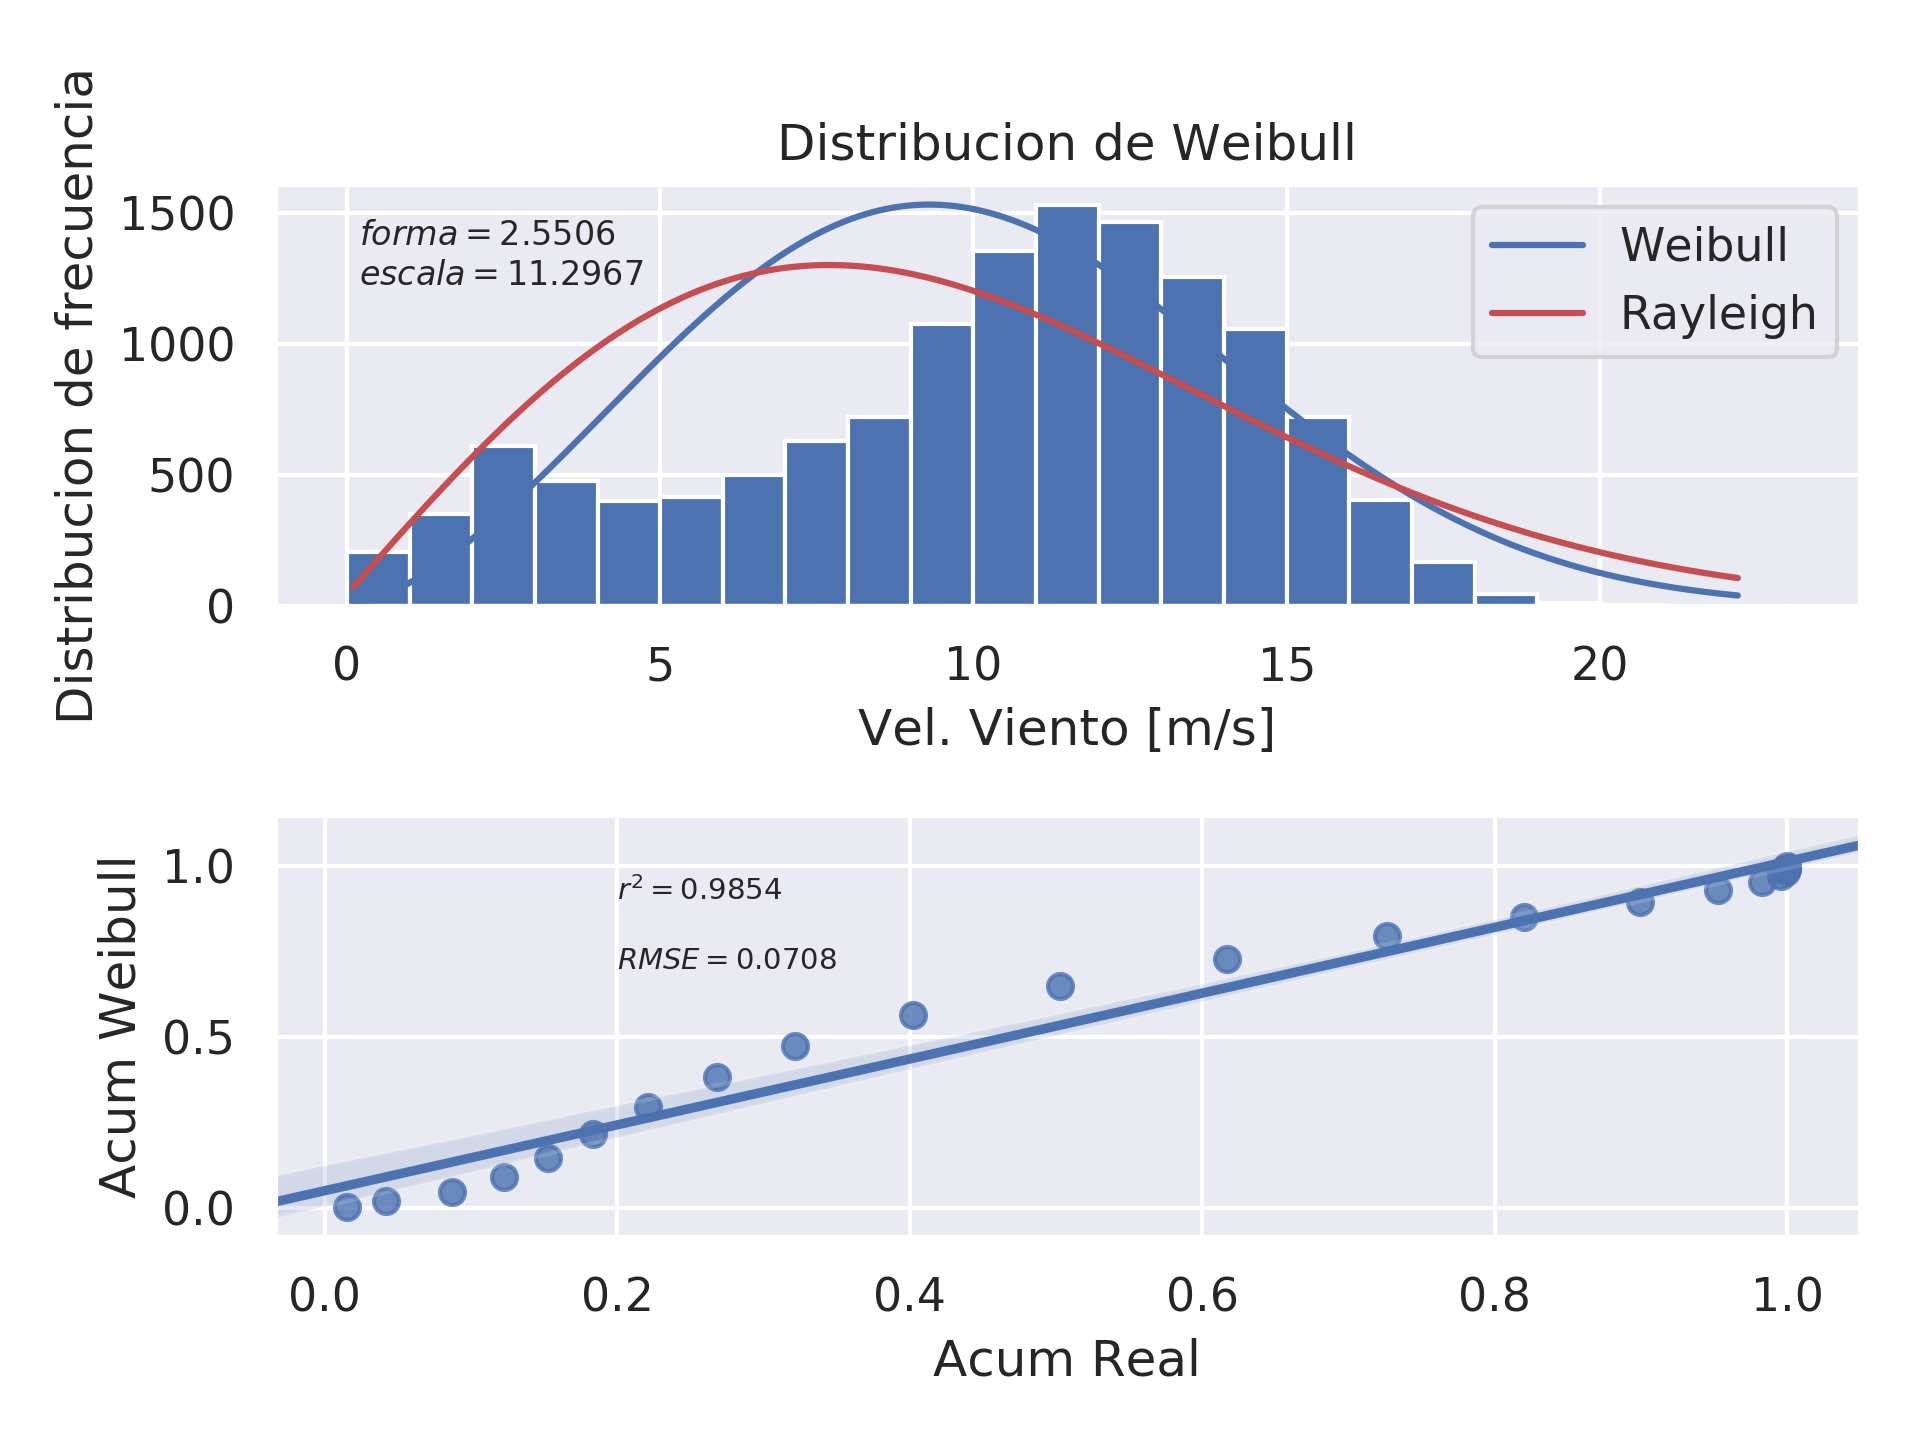 Distribucion de Weibull
Distribucion de frecuencia
1500
1000
500
0
forma = 2.5506
escala = 11.2967
Weibull
Rayleigh
0 5 10 15 20
Vel. Viento [m/s]
Acum Weibull
1.0
0.5
0.0
r² = 0.9854
RMSE = 0.0708
0.0 0.2 0.4 0.6 0.8 1.0
Acum Real